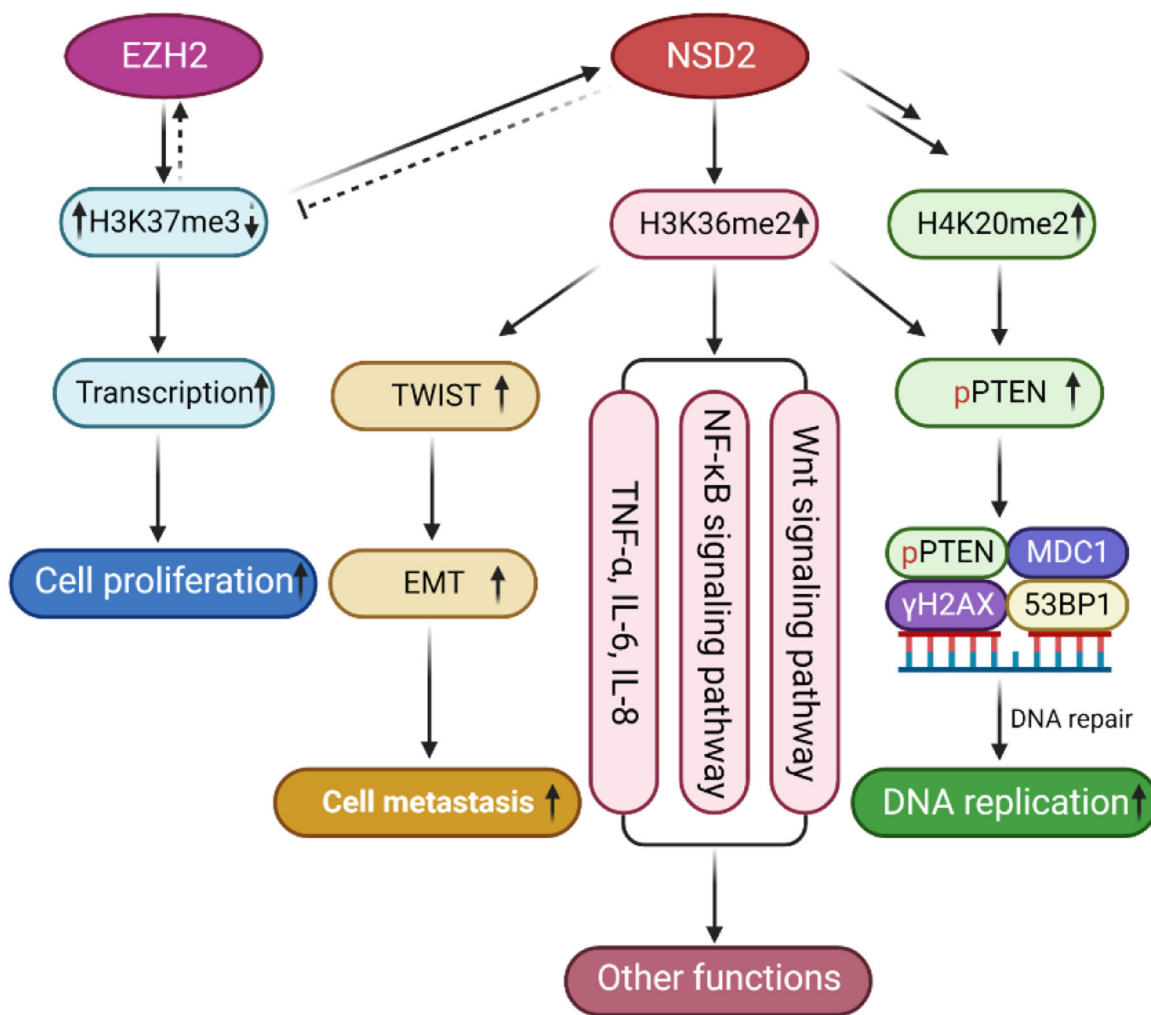 EZH2
NSD2
H3K37me3
H3K36me2
H4K20me2
Transcription
TWIST
pPTEN
TNF-α, IL-6, IL-8
NF-κB signaling pathway
Wnt signaling pathway
Cell proliferation
EMT
pPTEN
MDC1
γH2AX
53BP1
DNA repair
Cell metastasis
DNA replication
Other functions